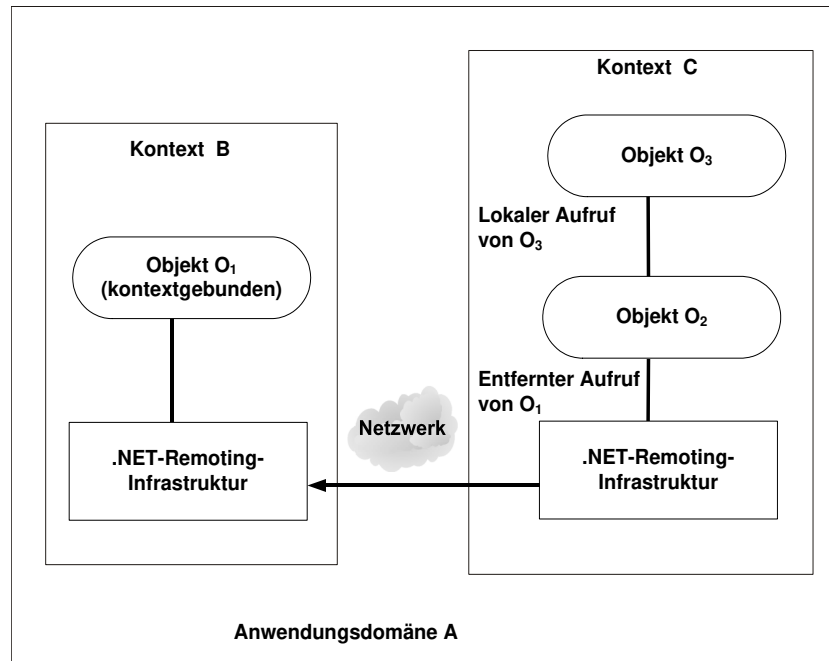 Kontext B
Objekt O₁
(kontextgebunden)
.NET-Remoting-
Infrastruktur
Netzwerk
Kontext C
Objekt O₃
Lokaler Aufruf
von O₃
Objekt O₂
Entfernter Aufruf
von O₁
.NET-Remoting-
Infrastruktur
Anwendungsdomäne A